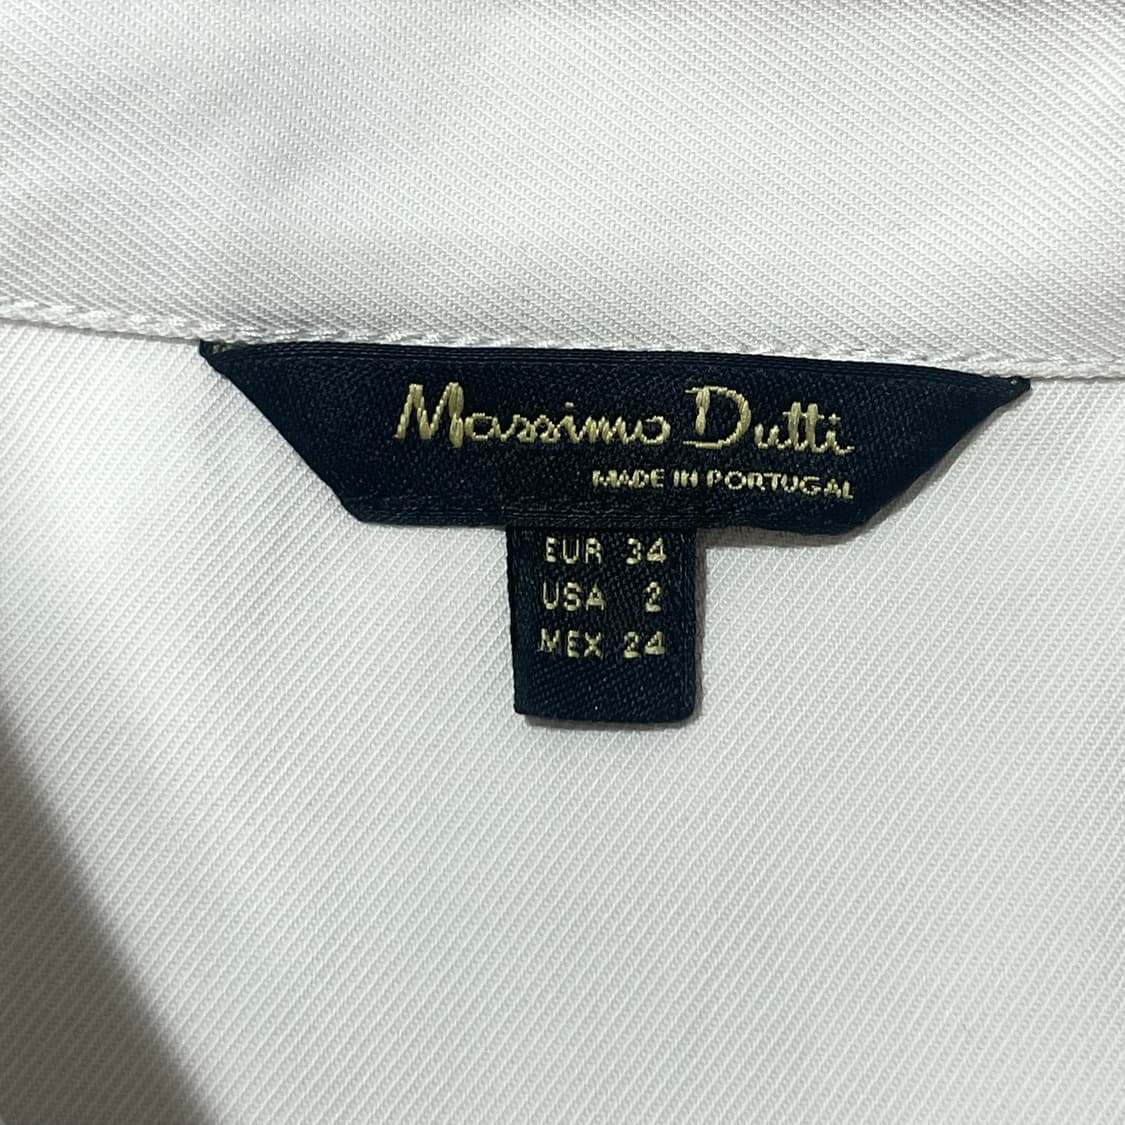 Massimo Dutti
MADE IN PORTUGAL
EUR 34
USA 2
MEX 24